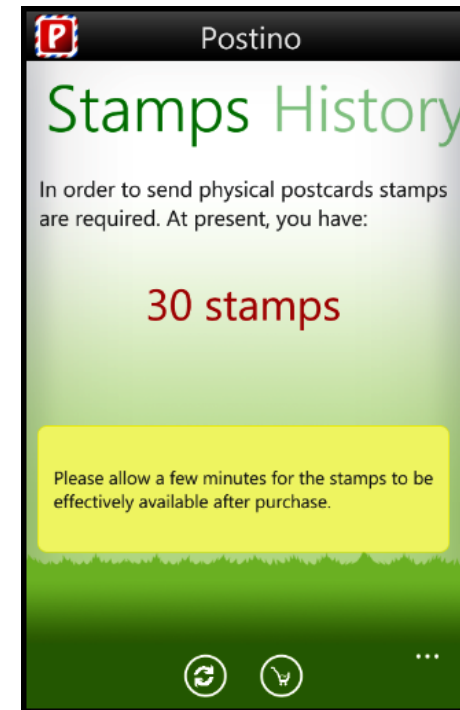 P
Postino
Stamps History
In order to send physical postcards stamps
are required. At present, you have:
30 stamps
Please allow a few minutes for the stamps to be
effectively available after purchase.
...